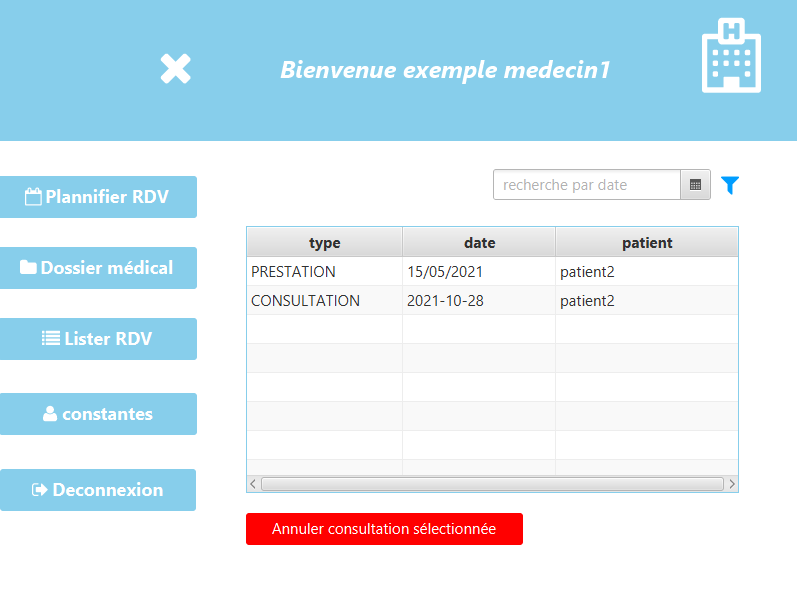 H
Bienvenue exemple medecin1
recherche par date
Plannifier RDV
Dossier médical
Lister RDV
constantes
Deconnexion
type date patient
PRESTATION 15/05/2021 patient2
CONSULTATION 2021-10-28 patient2
Annuler consultation sélectionnée